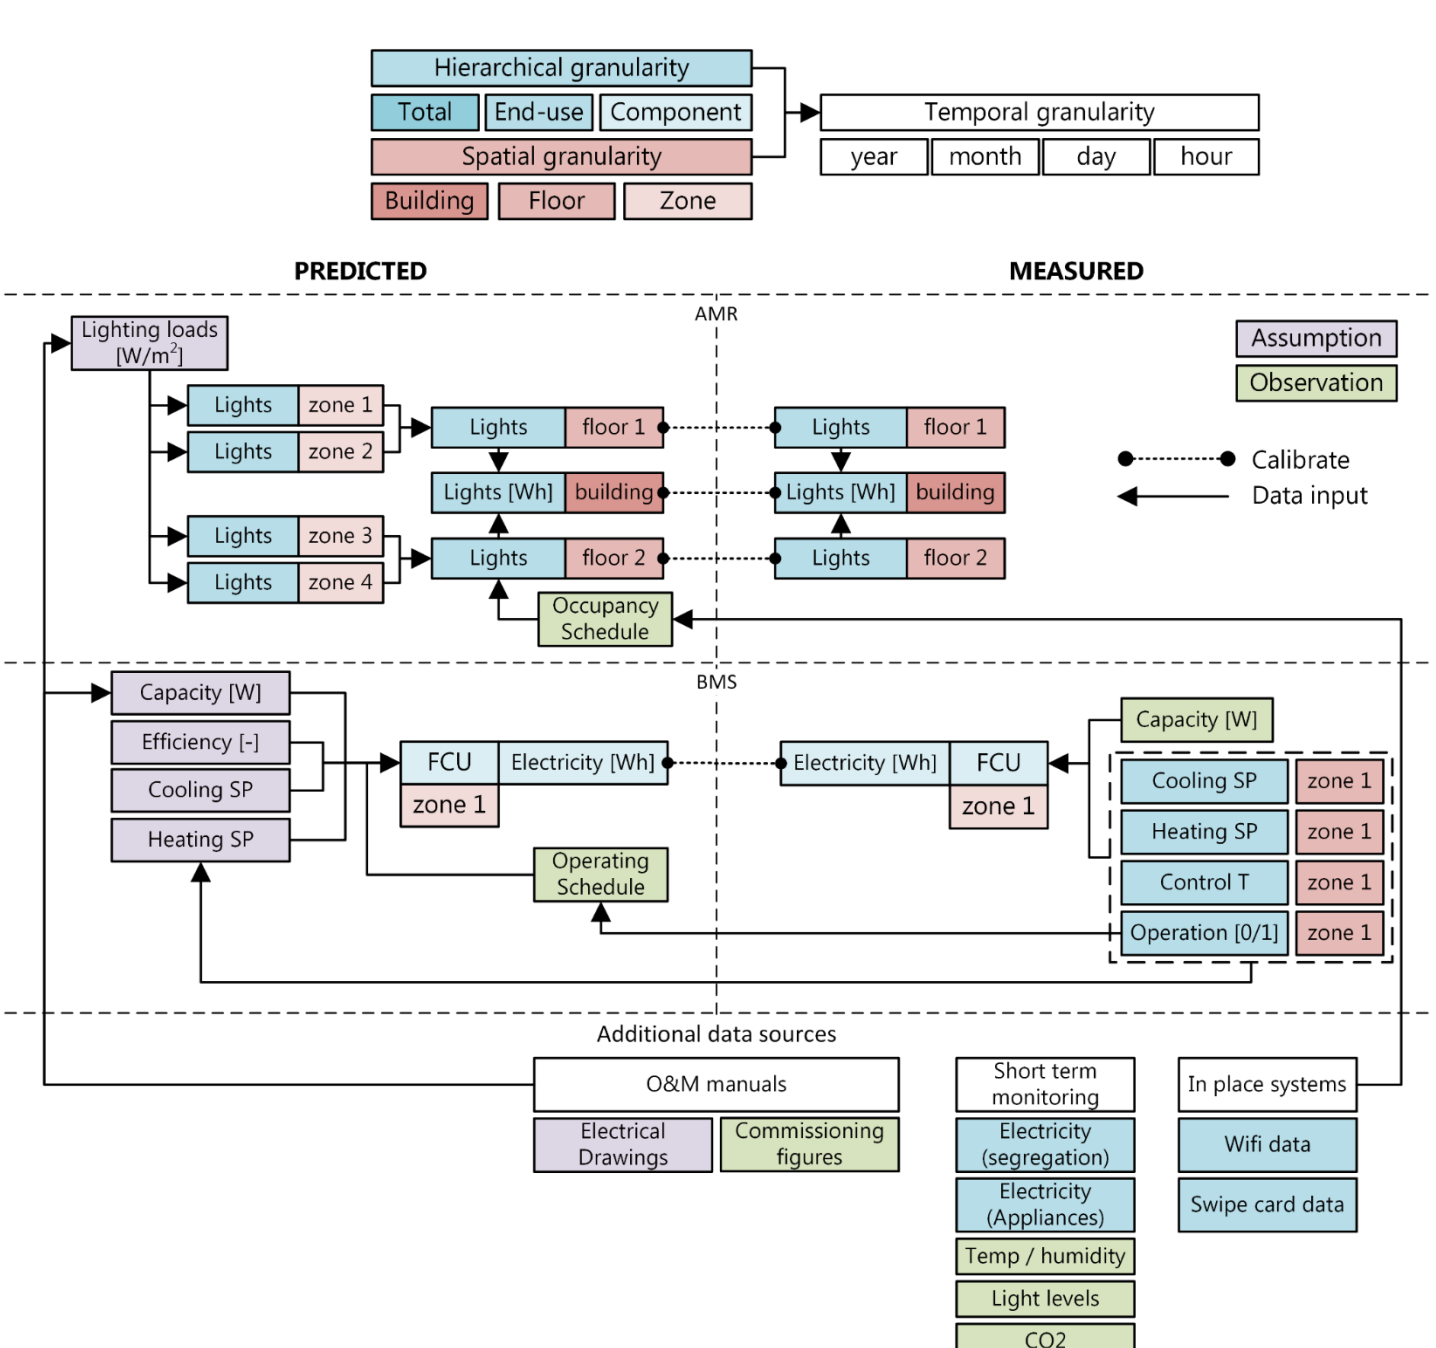 Hierarchical granularity
Total End-use Component
Temporal granularity
Spatial granularity
year month day hour
Building Floor Zone
PREDICTED MEASURED
AMR
Lighting loads
[W/m²]
Assumption
Observation
Lights zone 1
Lights zone 2
Lights floor 1
Lights floor 1
Calibrate
Lights [Wh] building
Lights [Wh] building
Data input
Lights zone 3
Lights zone 4
Lights floor 2
Lights floor 2
Occupancy
Schedule
BMS
Capacity [W]
Efficiency [-]
Cooling SP
Heating SP
FCU Electricity [Wh]
zone 1
Electricity [Wh] FCU
zone 1
Capacity [W]
Cooling SP zone 1
Heating SP zone 1
Control T zone 1
Operation [0/1] zone 1
Operating
Schedule
Additional data sources
O&M manuals
Electrical
Drawings
Commissioning
figures
Short term
monitoring
Electricity
(segregation)
Electricity
(Appliances)
Temp / humidity
Light levels
CO2
In place systems
Wifi data
Swipe card data